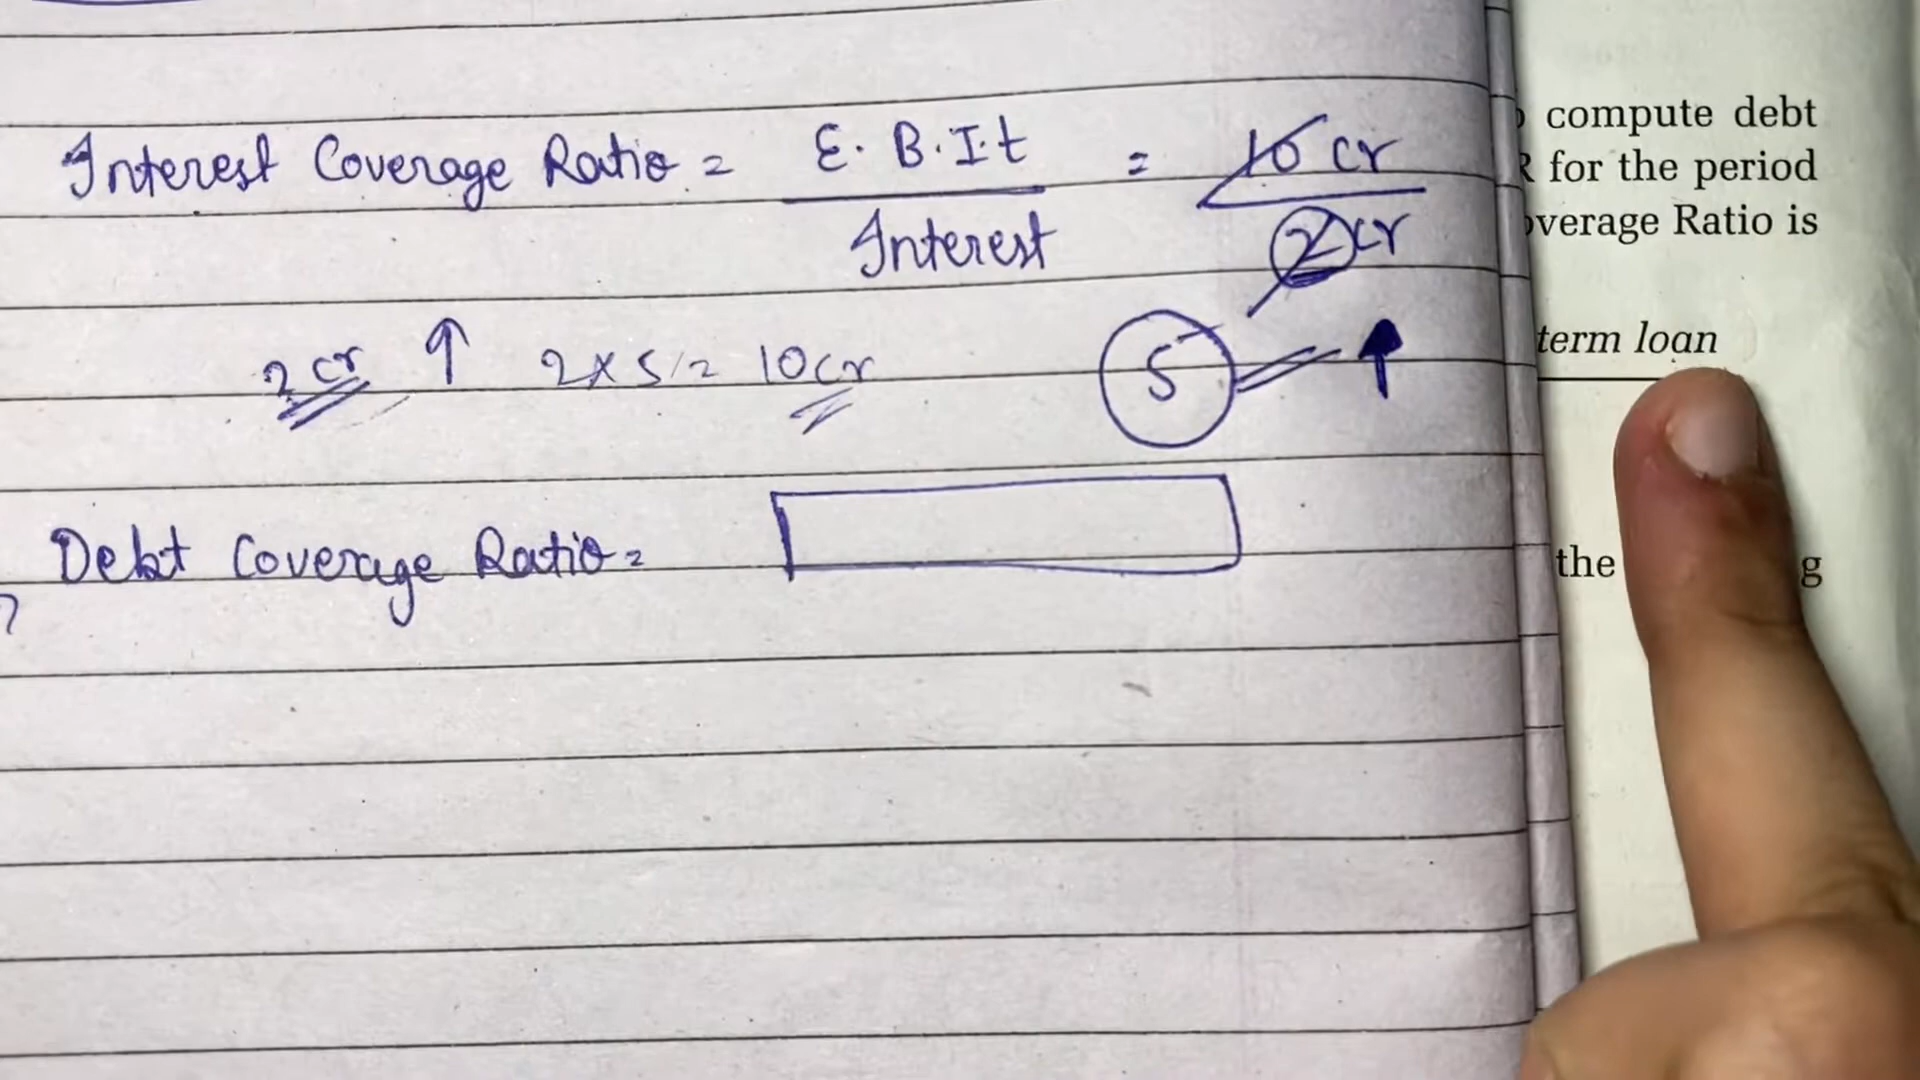 Interest Coverage Ratio = E.B.I.t = 10 cr
Interest 2 cr
2 cr ↑ 2 x 5 = 10 cr 5 ↑
Debt Coverage Ratio =
compute debt
R for the period
overage Ratio is
term loan
the